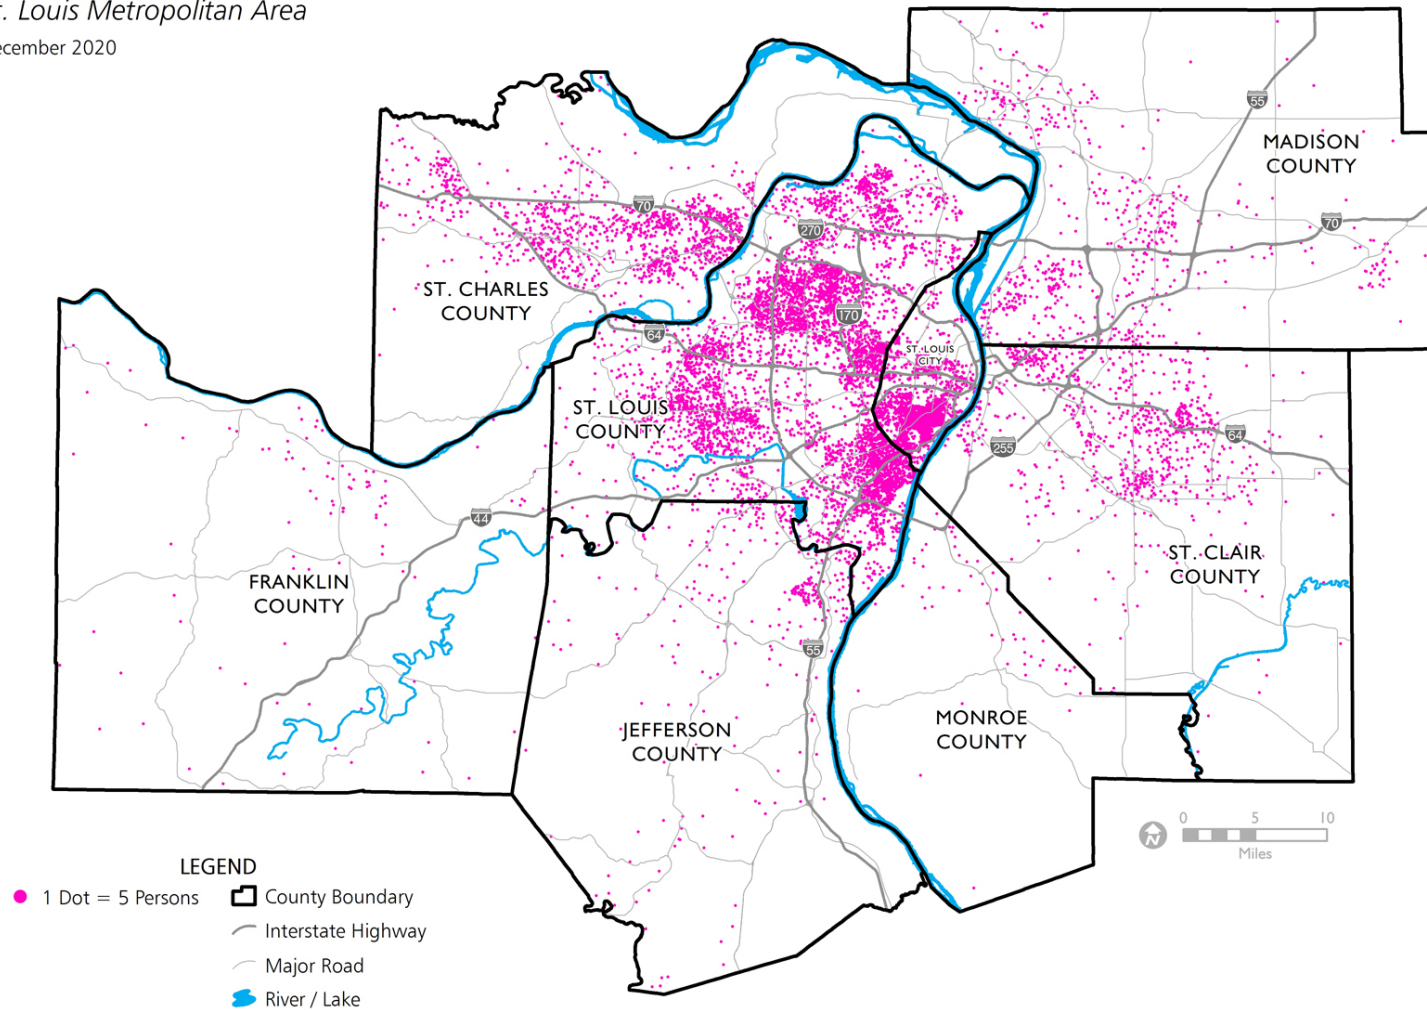 t. Louis Metropolitan Area
ecember 2020
55
MADISON
COUNTY
70
70
270
ST. CHARLES
COUNTY
170
64
ST. LOUIS
CITY
ST. LOUIS
COUNTY
64
255
44
FRANKLIN
COUNTY
ST. CLAIR
COUNTY
55
JEFFERSON
COUNTY
MONROE
COUNTY
0 5 10
N
Miles
LEGEND
1 Dot = 5 Persons
County Boundary
Interstate Highway
Major Road
River / Lake